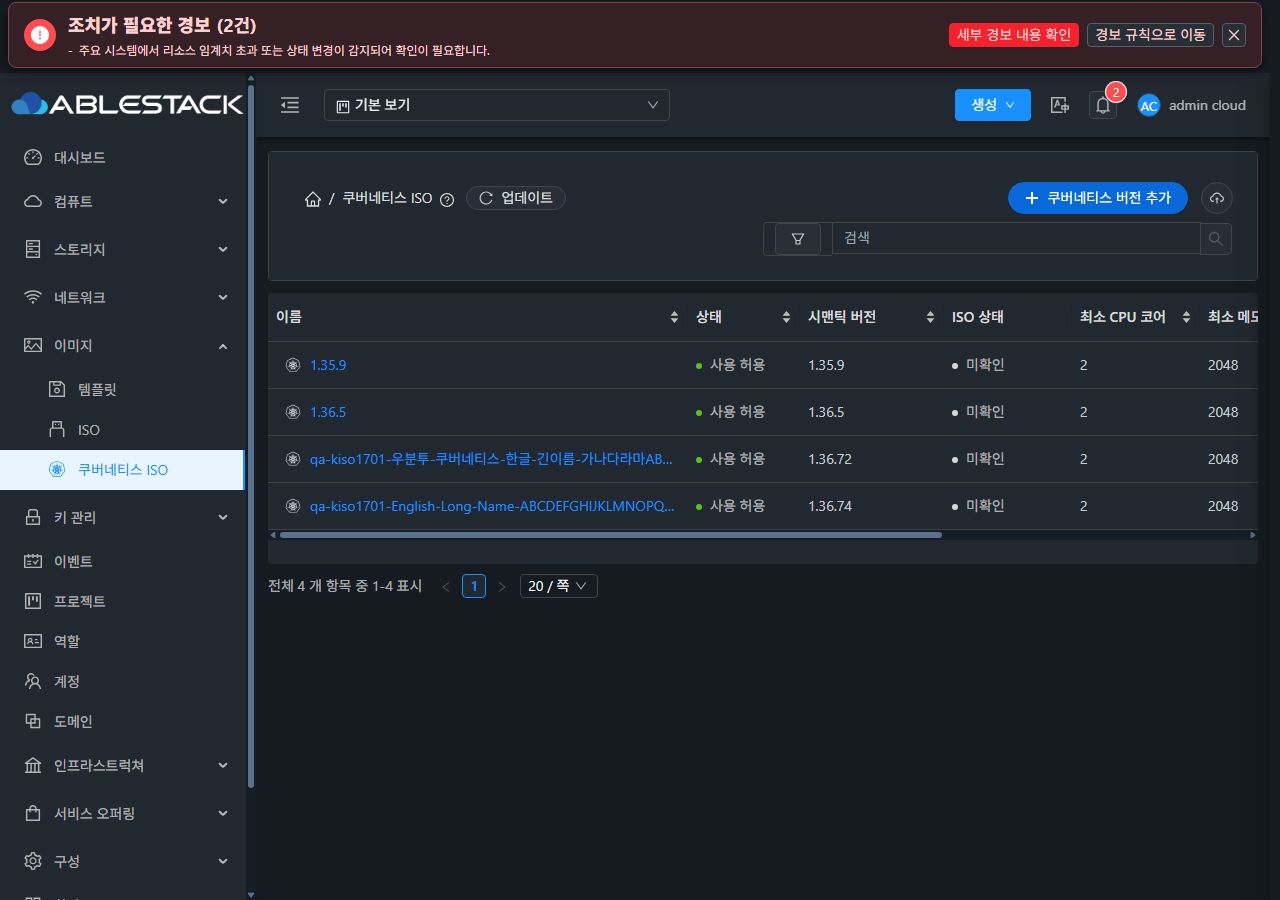 조치가 필요한 경보 (2건)
- 주요 시스템에서 리소스 임계치 초과 또는 상태 변경이 감지되어 확인이 필요합니다.
세부 경보 내용 확인
경보 규칙으로 이동
ABLESTACK
기본 보기
생성
2
AC admin cloud
대시보드
컴퓨트
스토리지
네트워크
이미지
템플릿
ISO
쿠버네티스 ISO
키 관리
이벤트
프로젝트
역할
계정
도메인
인프라스트럭쳐
서비스 오퍼링
구성
/ 쿠버네티스 ISO
업데이트
쿠버네티스 버전 추가
검색
이름 상태 시맨틱 버전 ISO 상태 최소 CPU 코어 최소 메모
1.35.9 사용 허용 1.35.9 미확인 2 2048
1.36.5 사용 허용 1.36.5 미확인 2 2048
qa-kiso1701-우분투-쿠버네티스-한글-긴이름-가나다라마AB... 사용 허용 1.36.72 미확인 2 2048
qa-kiso1701-English-Long-Name-ABCDEFGHIJKLMNOPQ... 사용 허용 1.36.74 미확인 2 2048
전체 4 개 항목 중 1-4 표시
1
20 / 쪽